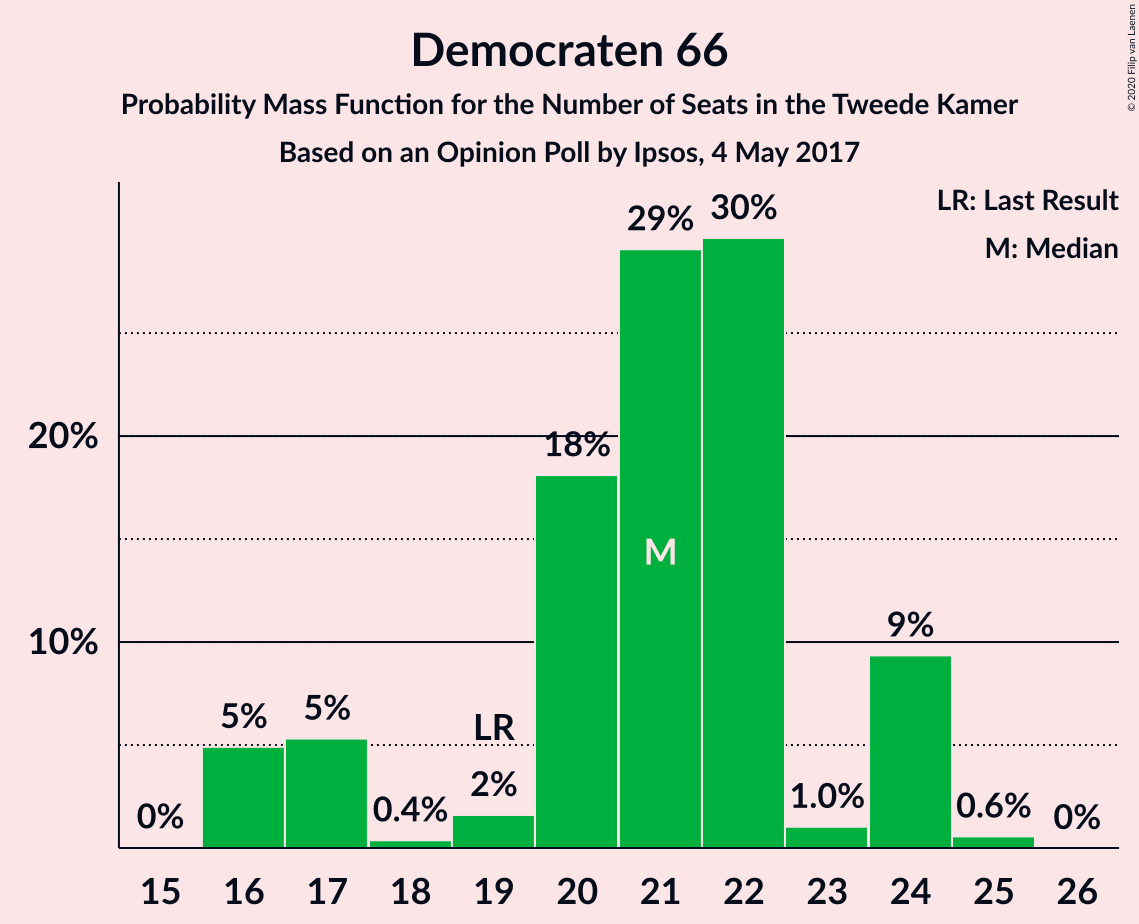 Democraten 66
Probability Mass Function for the Number of Seats in the Tweede Kamer
Based on an Opinion Poll by Ipsos, 4 May 2017
© 2020 Filip van Laenen
LR: Last Result
M: Median
29% 30%
20%
18%
M
10%
9%
5% 5%
LR
2%
0% 0.4% 1.0% 0.6% 0%
15 16 17 18 19 20 21 22 23 24 25 26